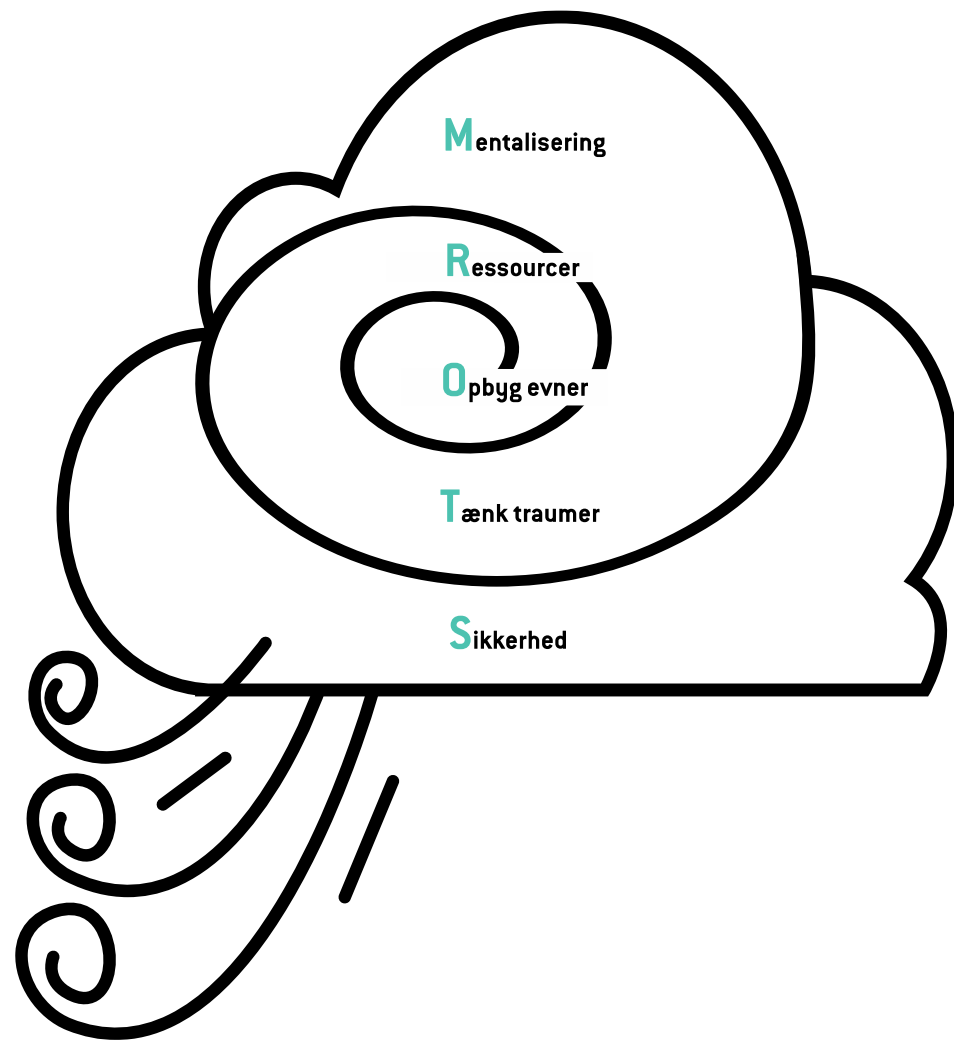 Mentalisering
Ressourcer
Opbyg evner
Tænk traumer
Sikkerhed